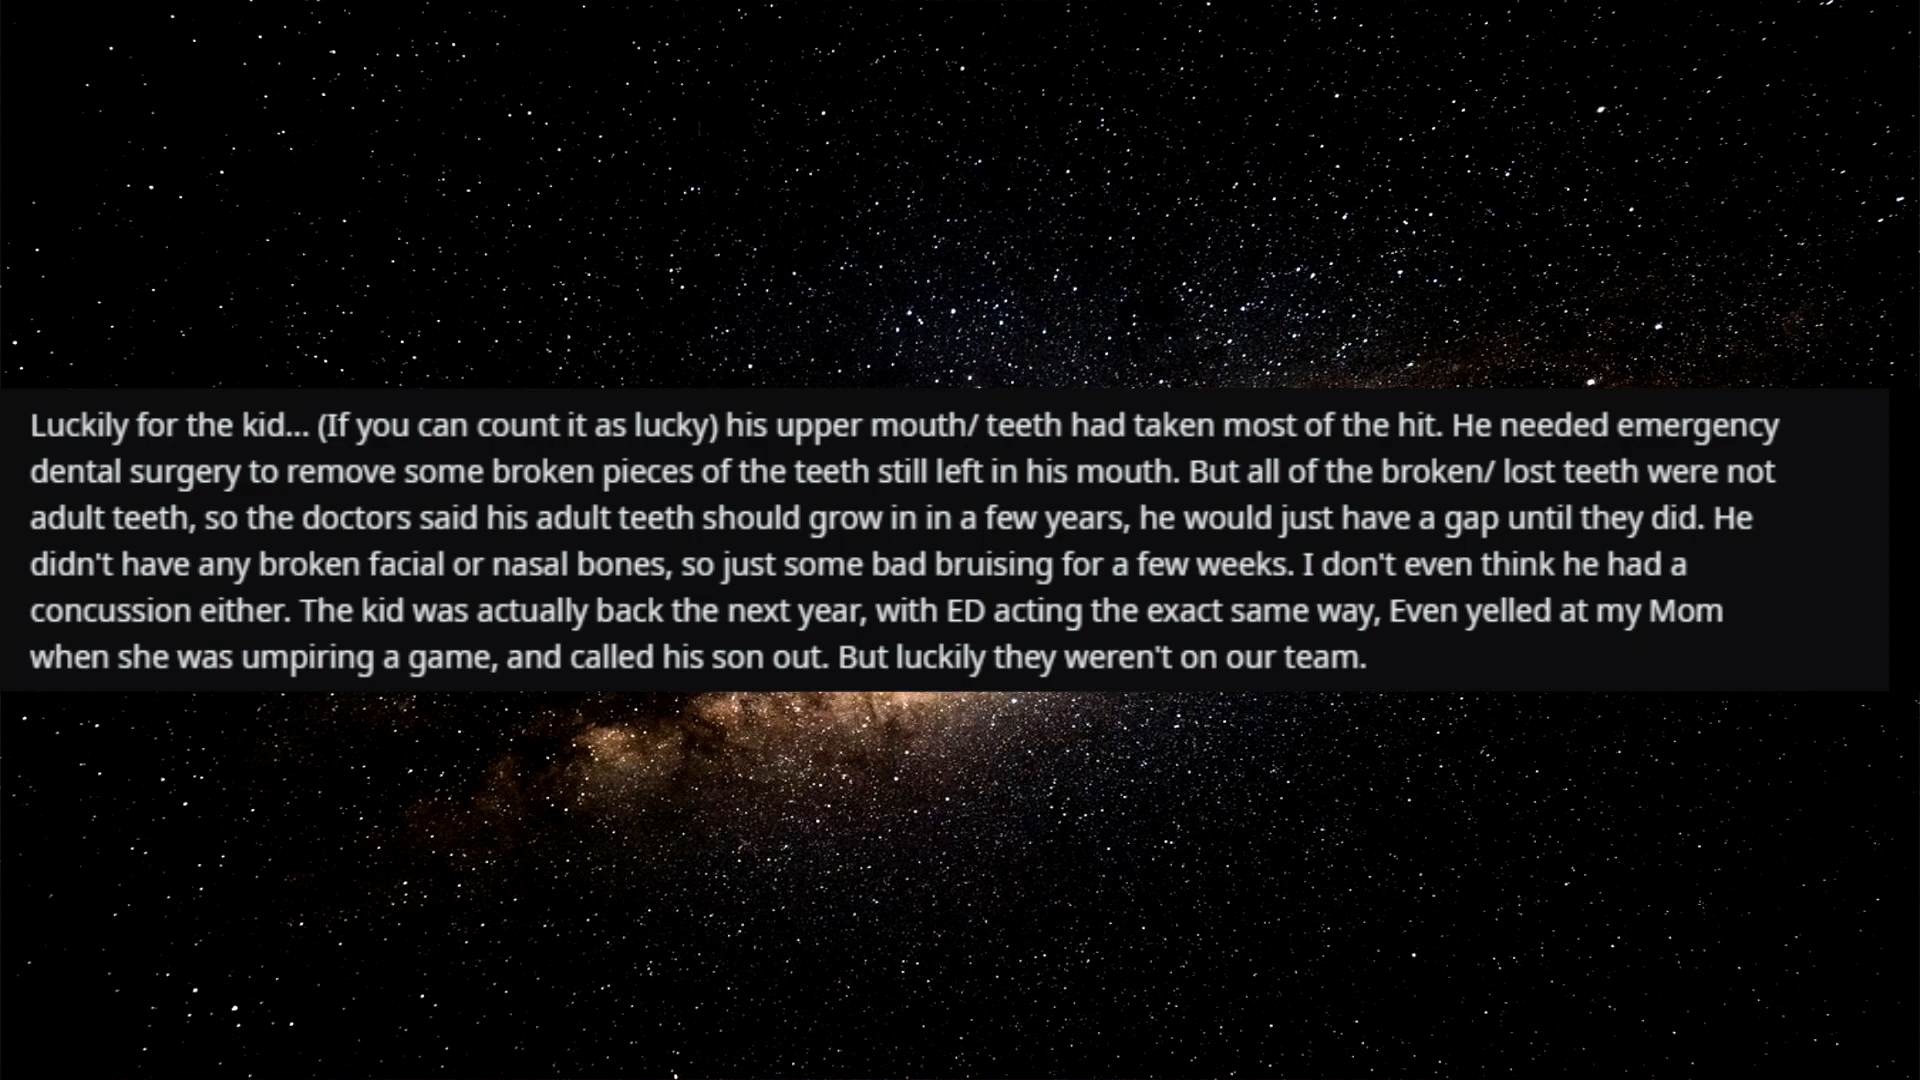 Luckily for the kid... (If you can count it as lucky) his upper mouth/ teeth had taken most of the hit. He needed emergency
dental surgery to remove some broken pieces of the teeth still left in his mouth. But all of the broken/ lost teeth were not
adult teeth, so the doctors said his adult teeth should grow in in a few years, he would just have a gap until they did. He
didn't have any broken facial or nasal bones, so just some bad bruising for a few weeks. I don't even think he had a
concussion either. The kid was actually back the next year, with ED acting the exact same way, Even yelled at my Mom
when she was umpiring a game, and called his son out. But luckily they weren't on our team.